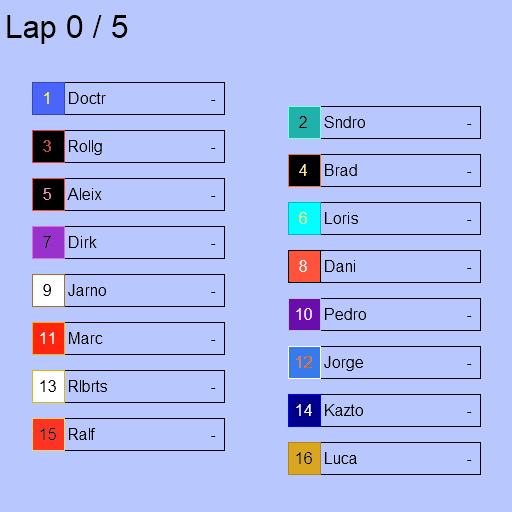 Lap 0 / 5
1 Doctr -
2 Sndro -
3 Rollg -
4 Brad -
5 Aleix -
6 Loris -
7 Dirk -
8 Dani -
9 Jarno -
10 Pedro -
11 Marc -
12 Jorge -
13 Rlbrts -
14 Kazto -
15 Ralf -
16 Luca -